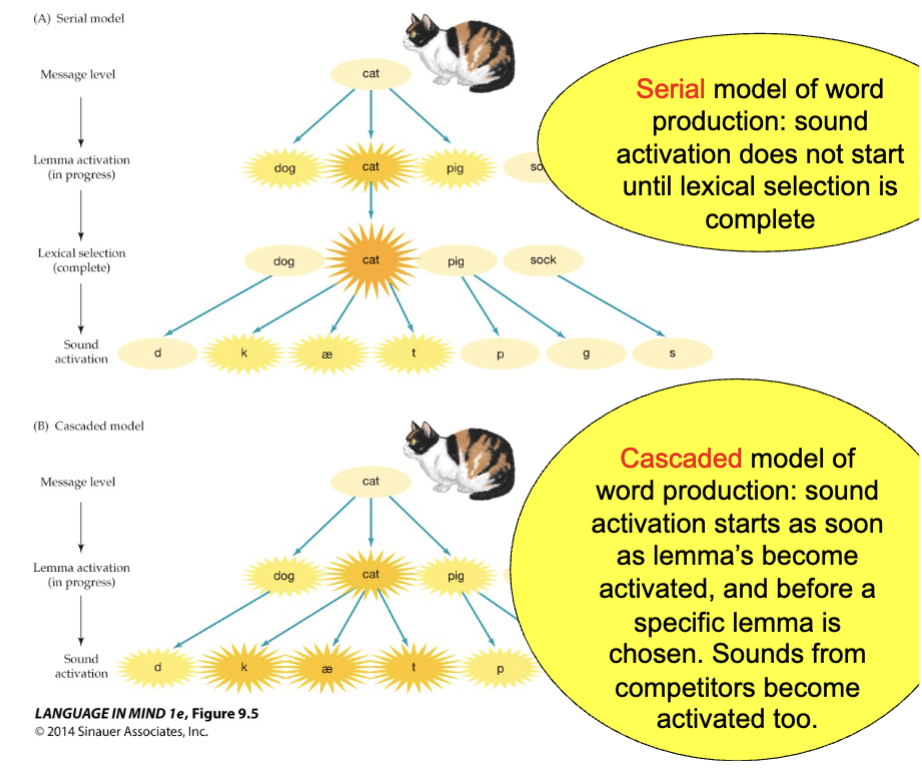 (A) Serial model
Message level
cat
Lemma activation
(in progress)
dog
cat
pig
so
Lexical selection
(complete)
dog
cat
pig
sock
Sound
activation
d
k
æ
t
p
g
s
Serial model of word
production: sound
activation does not start
until lexical selection is
complete
(B) Cascaded model
Message level
cat
Lemma activation
(in progress)
dog
cat
pig
Sound
activation
d
k
æ
t
p
Cascaded model of
word production: sound
activation starts as soon
as lemma’s become
activated, and before a
specific lemma is
chosen. Sounds from
competitors become
activated too.
LANGUAGE IN MIND 1e, Figure 9.5
© 2014 Sinauer Associates, Inc.